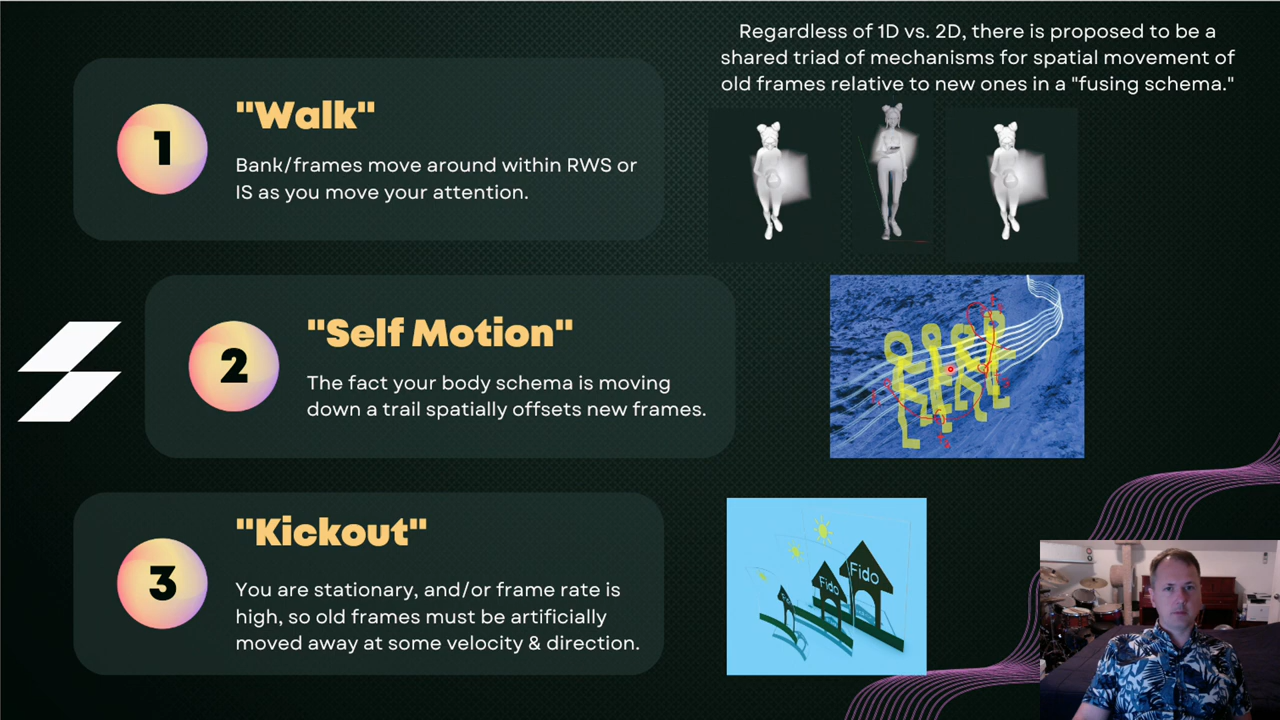 Regardless of 1D vs. 2D, there is proposed to be a
shared triad of mechanisms for spatial movement of
old frames relative to new ones in a "fusing schema."
1
"Walk"
Bank/frames move around within RWS or
IS as you move your attention.
2
"Self Motion"
The fact your body schema is moving
down a trail spatially offsets new frames.
3
"Kickout"
You are stationary, and/or frame rate is
high, so old frames must be artificially
moved away at some velocity & direction.
Fido
Fido